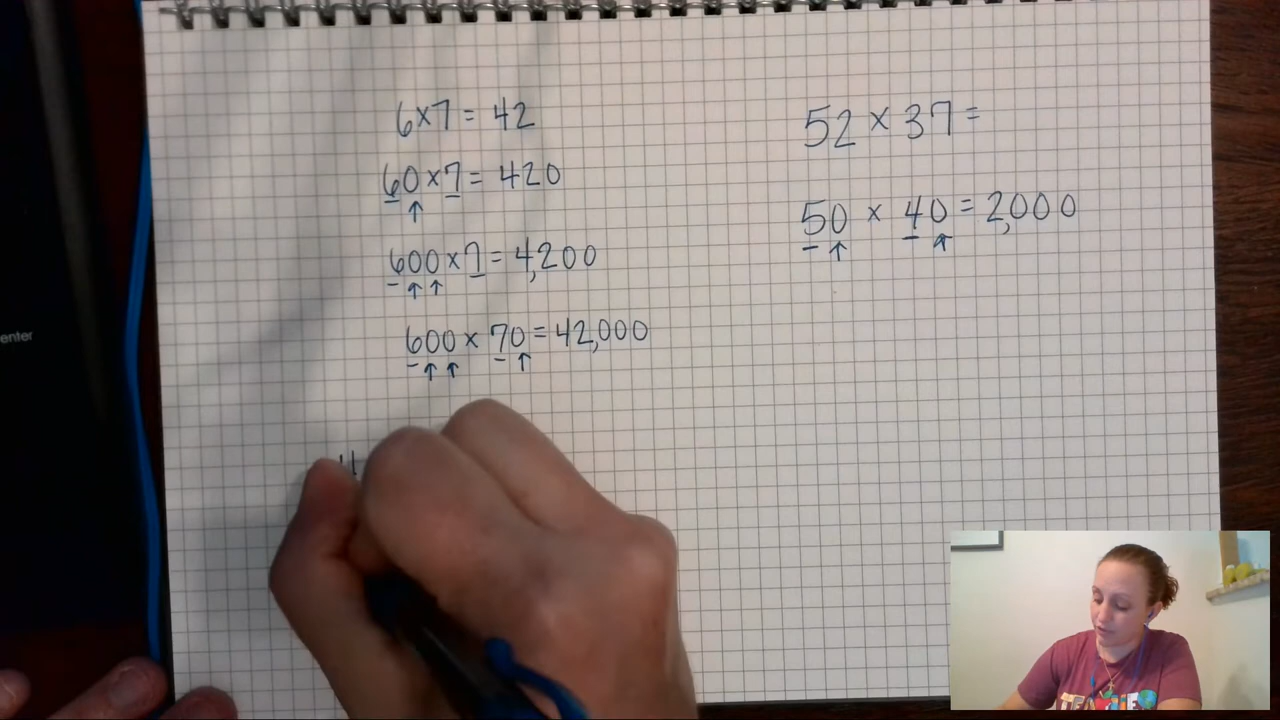 6×7 = 42
60×7 = 420
600×7 = 4,200
600× 70 = 42,000
52 × 37 =
50 × 40 = 2,000
enter